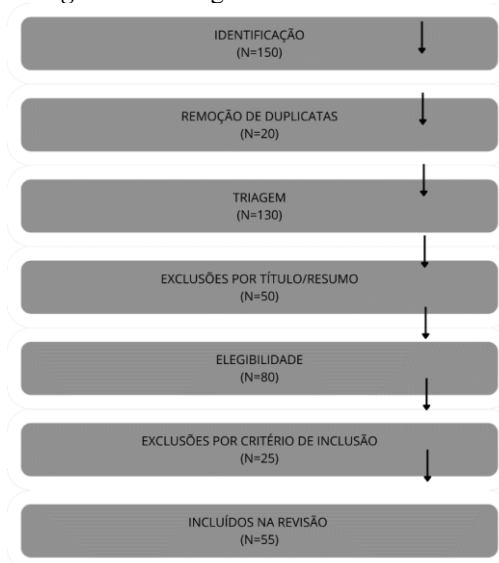 IDENTIFICAÇÃO
(N=150)
REMOÇÃO DE DUPLICATAS
(N=20)
TRIAGEM
(N=130)
EXCLUSÕES POR TÍTULO/RESUMO
(N=50)
ELEGIBILIDADE
(N=80)
EXCLUSÕES POR CRITÉRIO DE INCLUSÃO
(N=25)
INCLUÍDOS NA REVISÃO
(N=55)